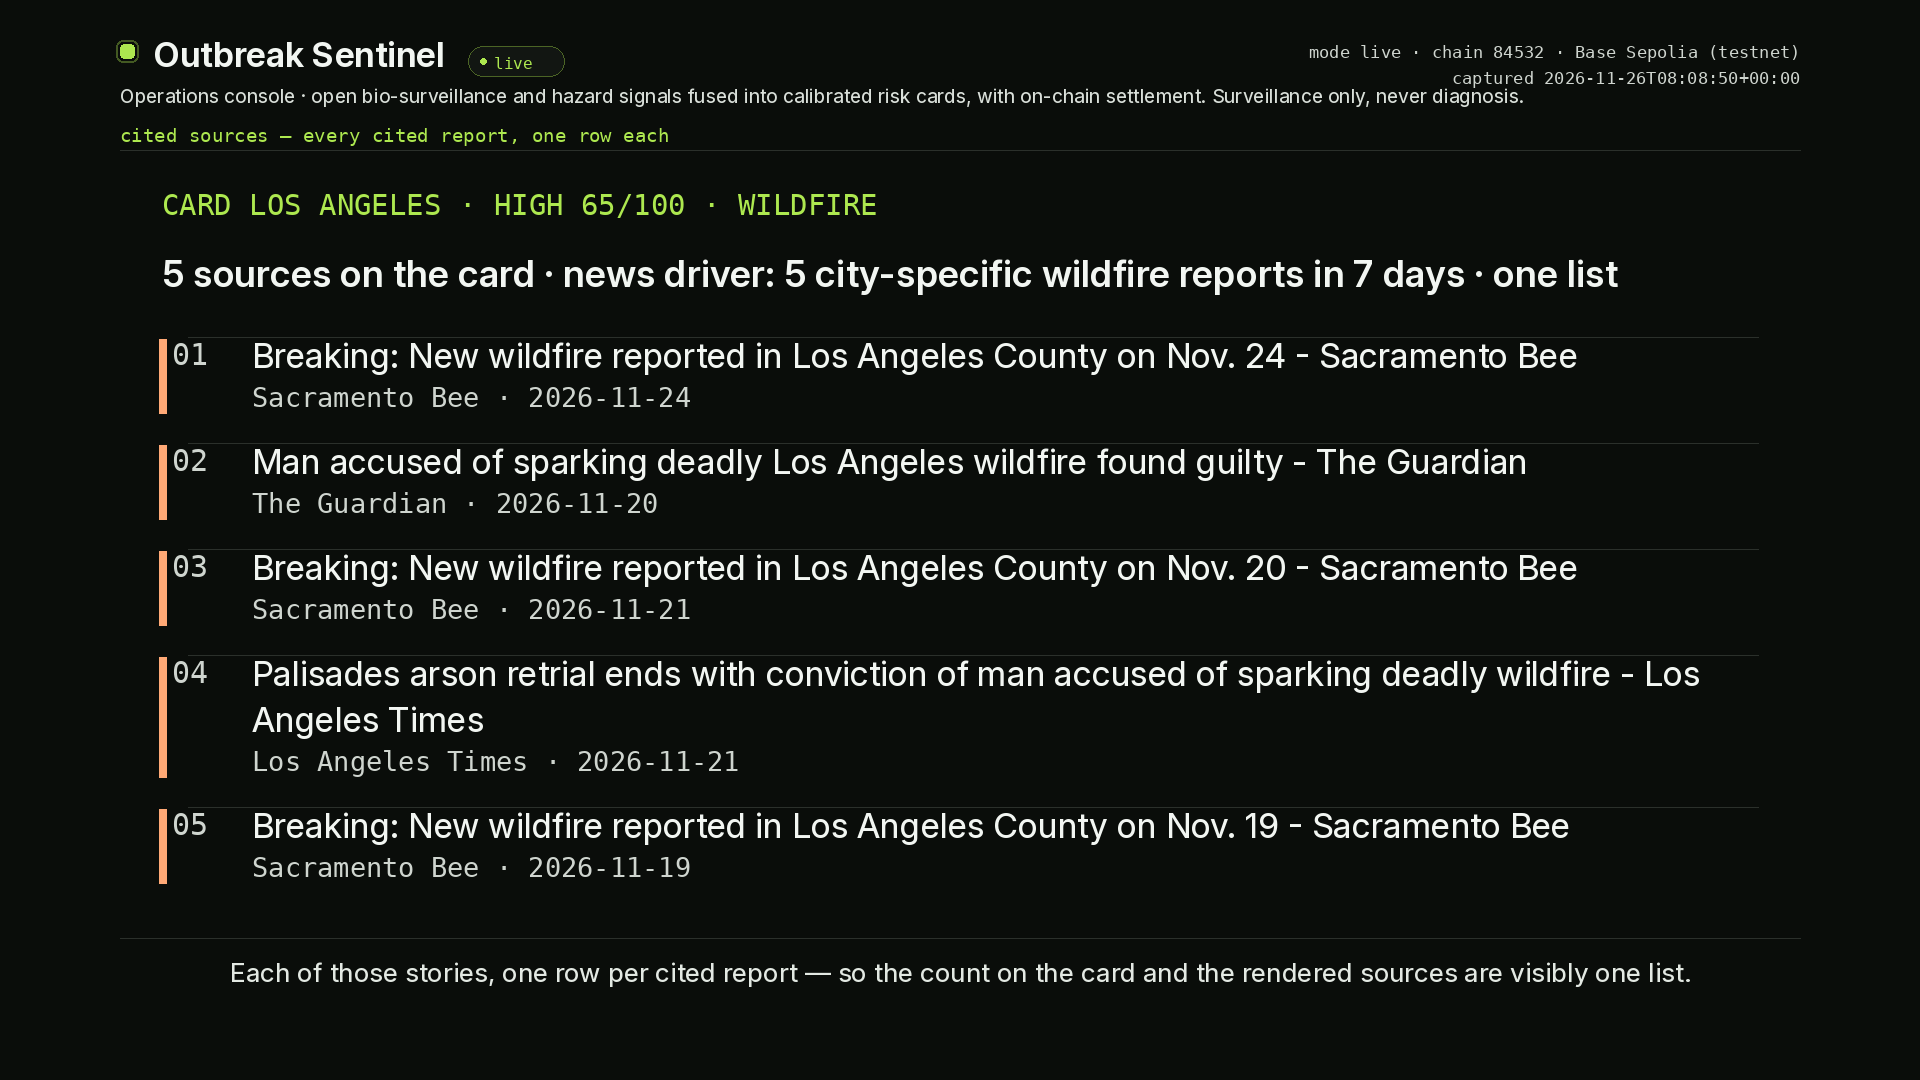 Outbreak Sentinel
live
mode live · chain 84532 · Base Sepolia (testnet)
captured 2026-11-26T08:08:50+00:00
Operations console · open bio-surveillance and hazard signals fused into calibrated risk cards, with on-chain settlement. Surveillance only, never diagnosis.
cited sources — every cited report, one row each
CARD LOS ANGELES · HIGH 65/100 · WILDFIRE
5 sources on the card · news driver: 5 city-specific wildfire reports in 7 days · one list
01 Breaking: New wildfire reported in Los Angeles County on Nov. 24 - Sacramento Bee
Sacramento Bee · 2026-11-24
02 Man accused of sparking deadly Los Angeles wildfire found guilty - The Guardian
The Guardian · 2026-11-20
03 Breaking: New wildfire reported in Los Angeles County on Nov. 20 - Sacramento Bee
Sacramento Bee · 2026-11-21
04 Palisades arson retrial ends with conviction of man accused of sparking deadly wildfire - Los
Angeles Times
Los Angeles Times · 2026-11-21
05 Breaking: New wildfire reported in Los Angeles County on Nov. 19 - Sacramento Bee
Sacramento Bee · 2026-11-19
Each of those stories, one row per cited report — so the count on the card and the rendered sources are visibly one list.